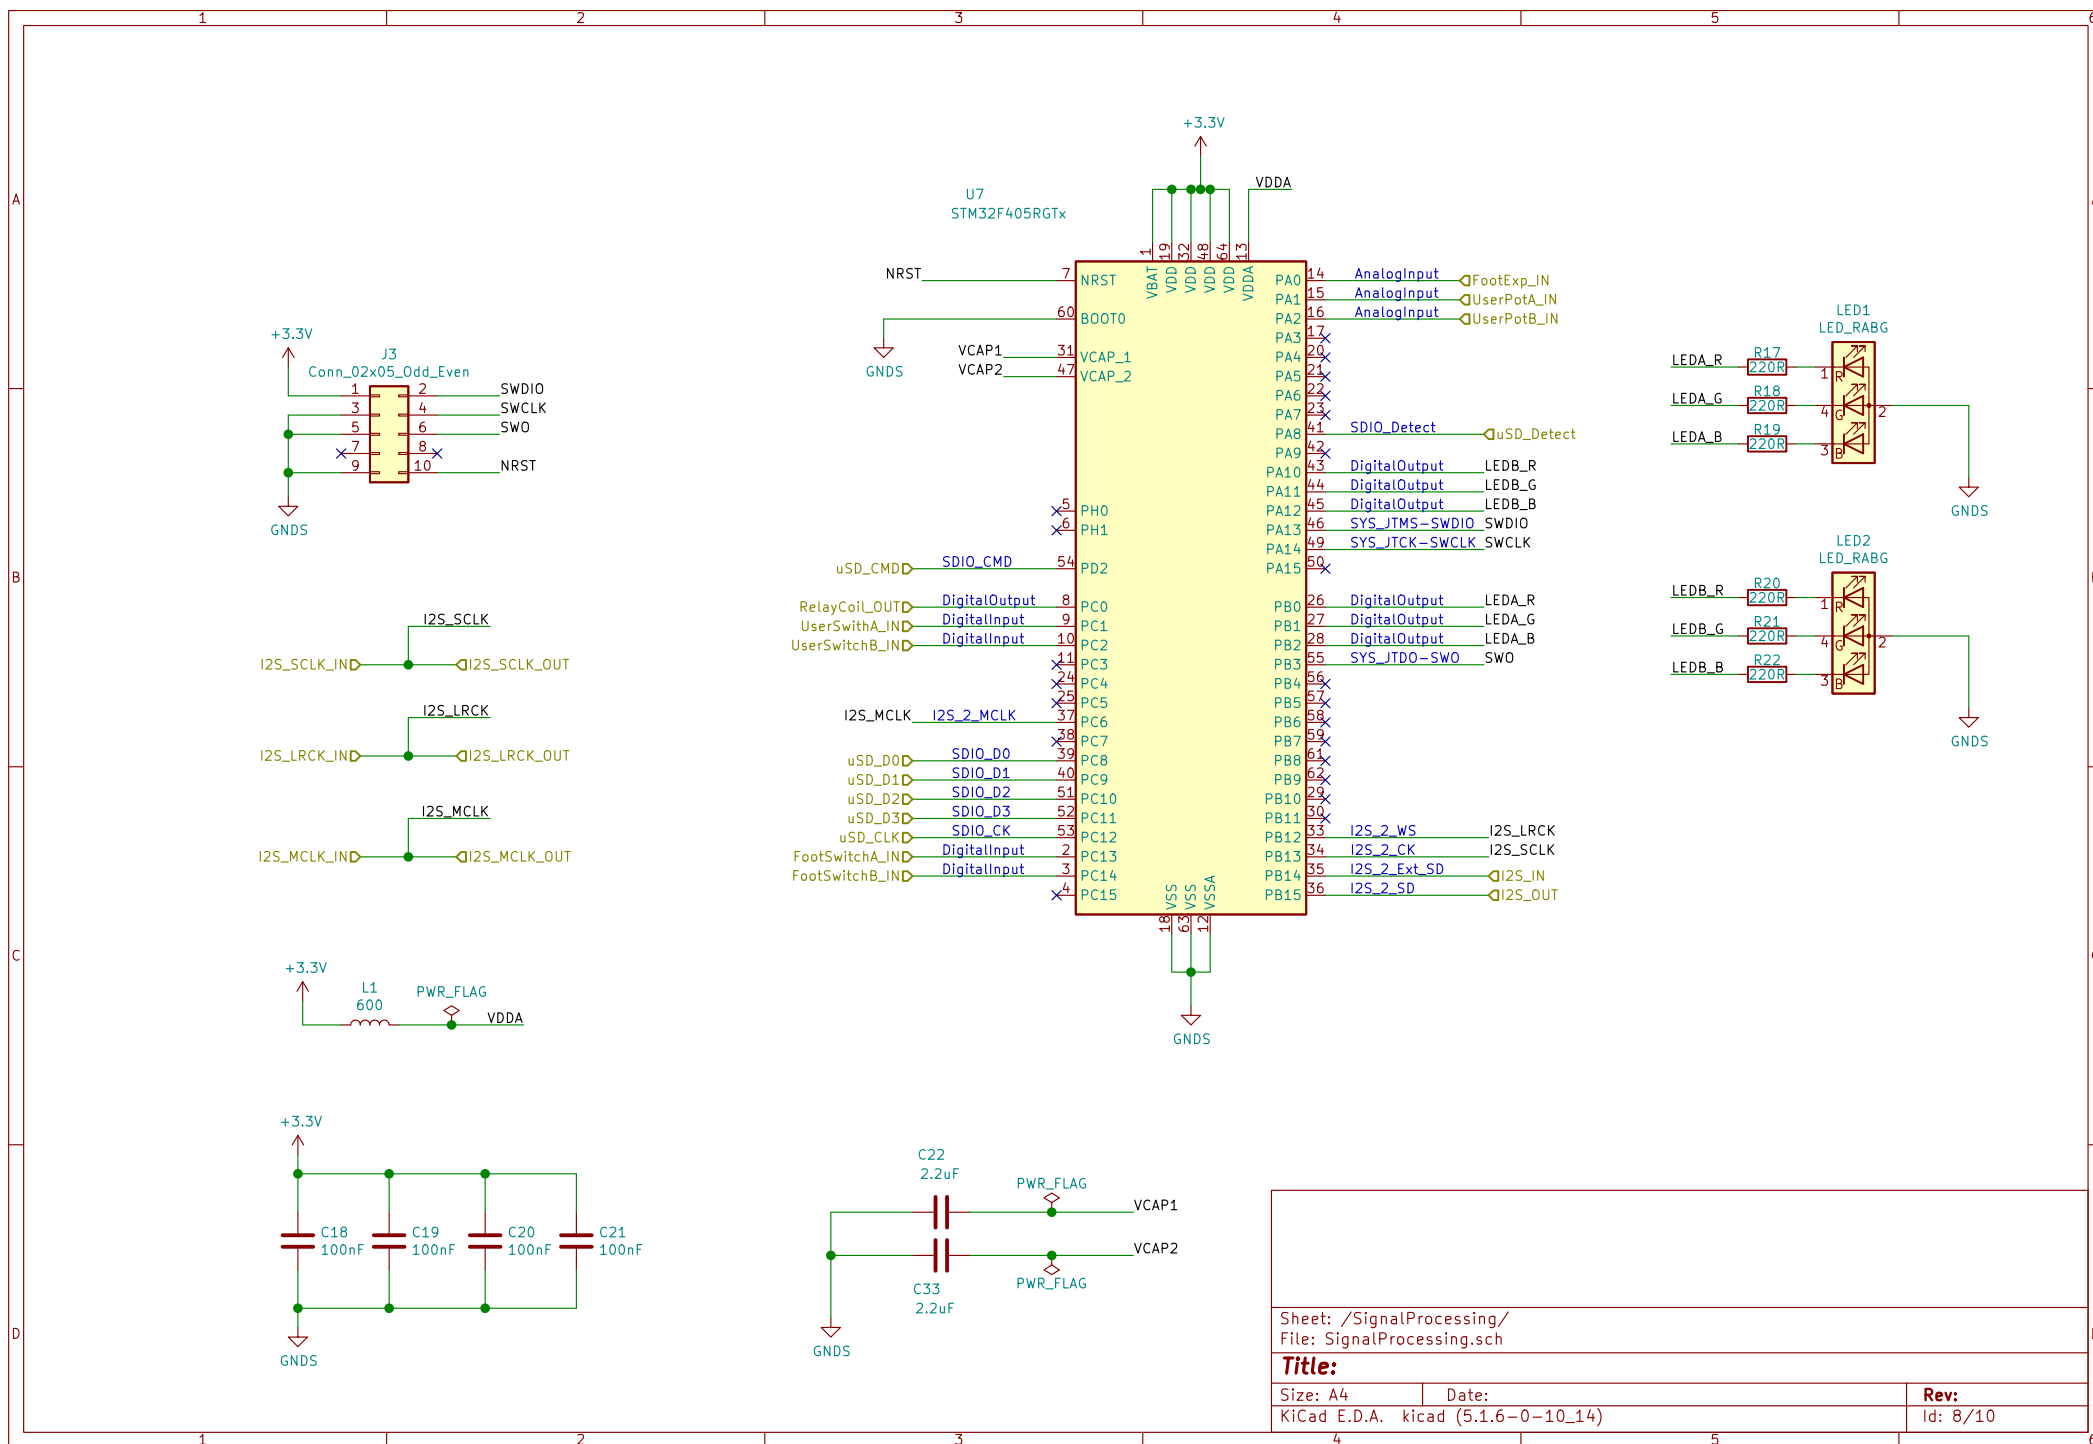 1 2 3 4 5 6
A
B
C
D
+3.3V
U7
STM32F405RGTx
VDDA
1 19 32 48 64 13
VBAT VDD VDD VDD VDD VDDA
NRST 7 NRST
60 BOOT0
GNDS
VCAP1 31 VCAP_1
VCAP2 47 VCAP_2
5 PH0
6 PH1
uSD_CMD SDIO_CMD 54 PD2
RelayCoil_OUT DigitalOutput 8 PC0
UserSwithA_IN DigitalInput 9 PC1
UserSwitchB_IN DigitalInput 10 PC2
11 PC3
24 PC4
25 PC5
I2S_MCLK I2S_2_MCLK 37 PC6
38 PC7
uSD_D0 SDIO_D0 39 PC8
uSD_D1 SDIO_D1 40 PC9
uSD_D2 SDIO_D2 51 PC10
uSD_D3 SDIO_D3 52 PC11
uSD_CLK SDIO_CK 53 PC12
FootSwitchA_IN DigitalInput 2 PC13
FootSwitchB_IN DigitalInput 3 PC14
4 PC15
PA0 14 AnalogInput FootExp_IN
PA1 15 AnalogInput UserPotA_IN
PA2 16 AnalogInput UserPotB_IN
PA3 17
PA4 20
PA5 21
PA6 22
PA7 23
PA8 41 SDIO_Detect uSD_Detect
PA9 42
PA10 43 DigitalOutput LEDB_R
PA11 44 DigitalOutput LEDB_G
PA12 45 DigitalOutput LEDB_B
PA13 46 SYS_JTMS-SWDIO SWDIO
PA14 49 SYS_JTCK-SWCLK SWCLK
PA15 50
PB0 26 DigitalOutput LEDA_R
PB1 27 DigitalOutput LEDA_G
PB2 28 DigitalOutput LEDA_B
PB3 55 SYS_JTDO-SWO SWO
PB4 56
PB5 57
PB6 58
PB7 59
PB8 61
PB9 62
PB10 29
PB11 30
PB12 33 I2S_2_WS I2S_LRCK
PB13 34 I2S_2_CK I2S_SCLK
PB14 35 I2S_2_Ext_SD I2S_IN
PB15 36 I2S_2_SD I2S_OUT
VSS VSS VSSA
18 63 12
GNDS
+3.3V
J3
Conn_02x05_Odd_Even
1 2 SWDIO
3 4 SWCLK
5 6 SWO
7 8
9 10 NRST
GNDS
I2S_SCLK
I2S_SCLK_IN I2S_SCLK_OUT
I2S_LRCK
I2S_LRCK_IN I2S_LRCK_OUT
I2S_MCLK
I2S_MCLK_IN I2S_MCLK_OUT
+3.3V
L1
600
PWR_FLAG
VDDA
+3.3V
C18
100nF
C19
100nF
C20
100nF
C21
100nF
GNDS
C22
2.2uF
PWR_FLAG
VCAP1
VCAP2
PWR_FLAG
C33
2.2uF
GNDS
LED1
LED_RABG
LEDA_R R17 220R 1 R
LEDA_G R18 220R 4 G 2
LEDA_B R19 220R 3 B
GNDS
LED2
LED_RABG
LEDB_R R20 220R 1 R
LEDB_G R21 220R 4 G 2
LEDB_B R22 220R 3 B
GNDS
Sheet: /SignalProcessing/
File: SignalProcessing.sch
Title:
Size: A4 Date: Rev:
KiCad E.D.A. kicad (5.1.6-0-10_14) Id: 8/10
1 2 3 4 5 6